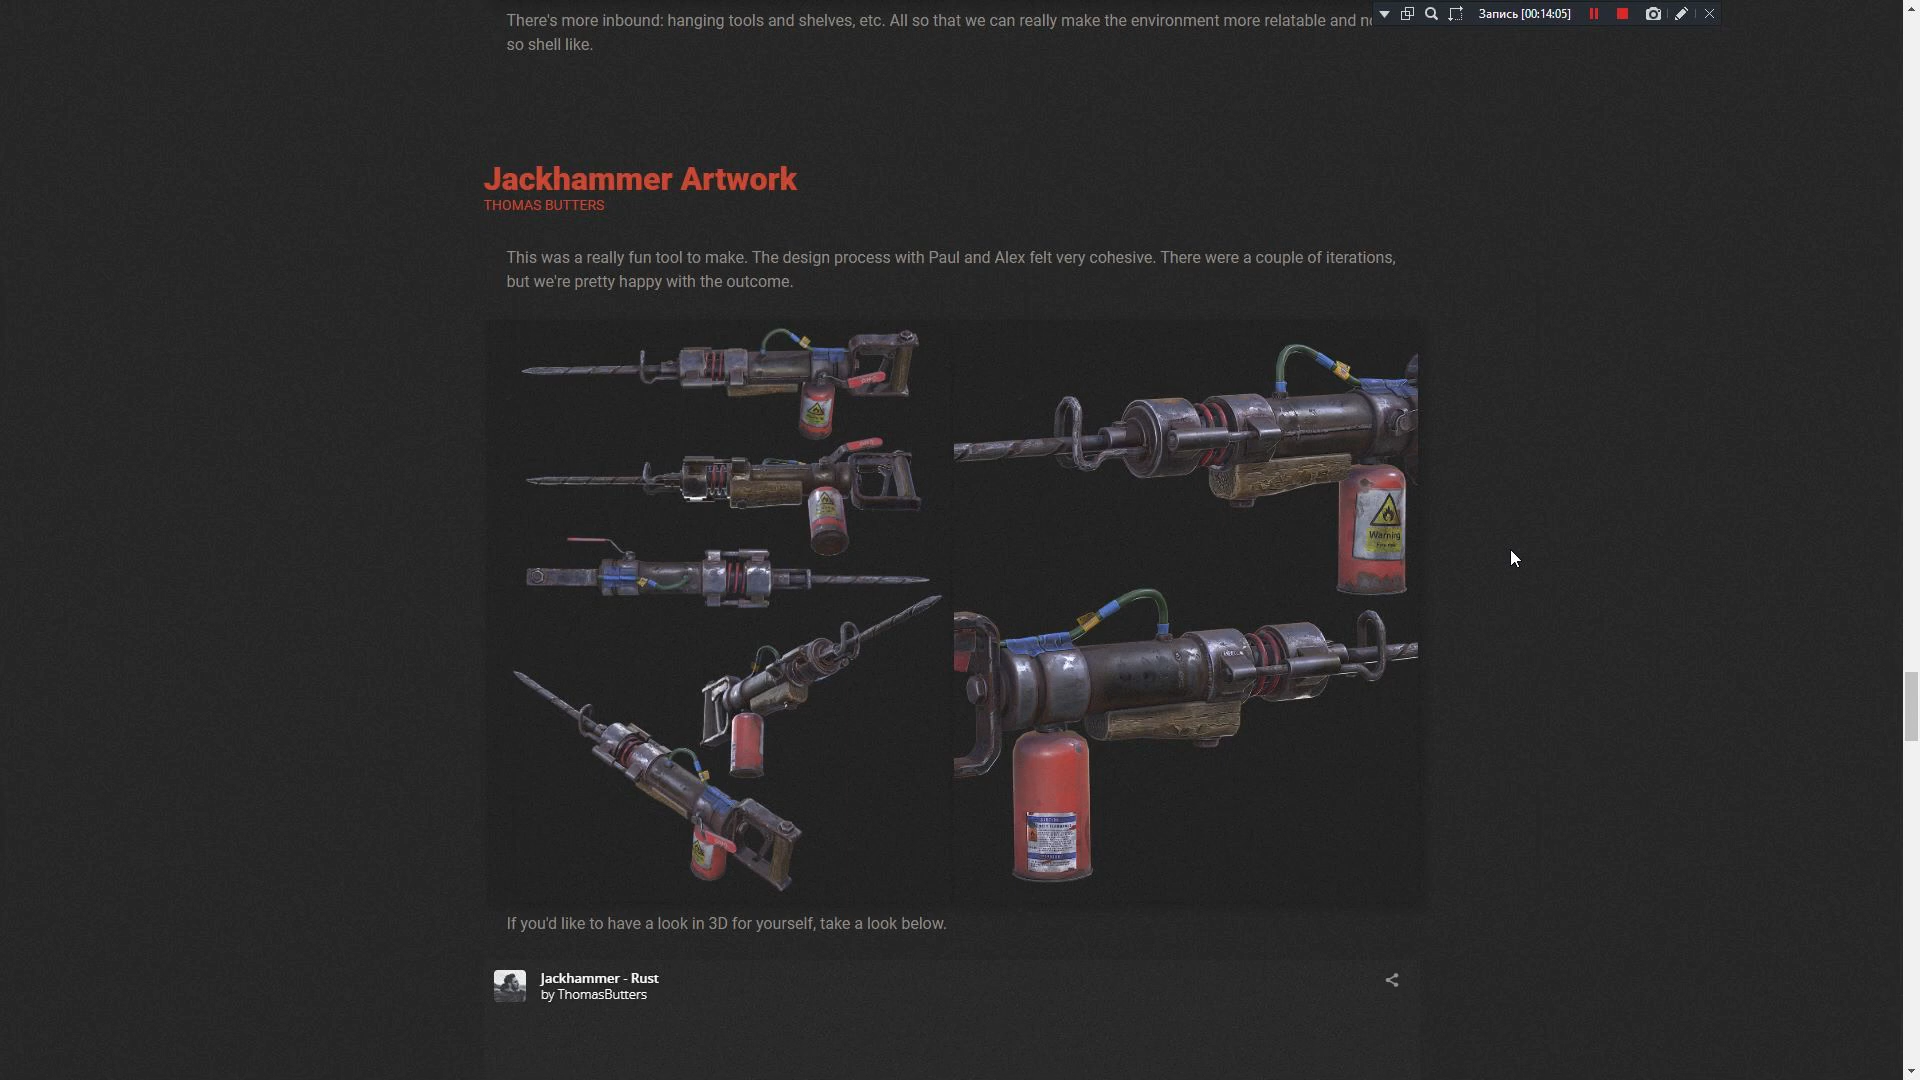 There's more inbound: hanging tools and shelves, etc. All so that we can really make the environment more relatable and
so shell like.
Запись [00:14:05]
Jackhammer Artwork
THOMAS BUTTERS
This was a really fun tool to make. The design process with Paul and Alex felt very cohesive. There were a couple of iterations,
but we're pretty happy with the outcome.
Warning
If you'd like to have a look in 3D for yourself, take a look below.
Jackhammer - Rust
by ThomasButters